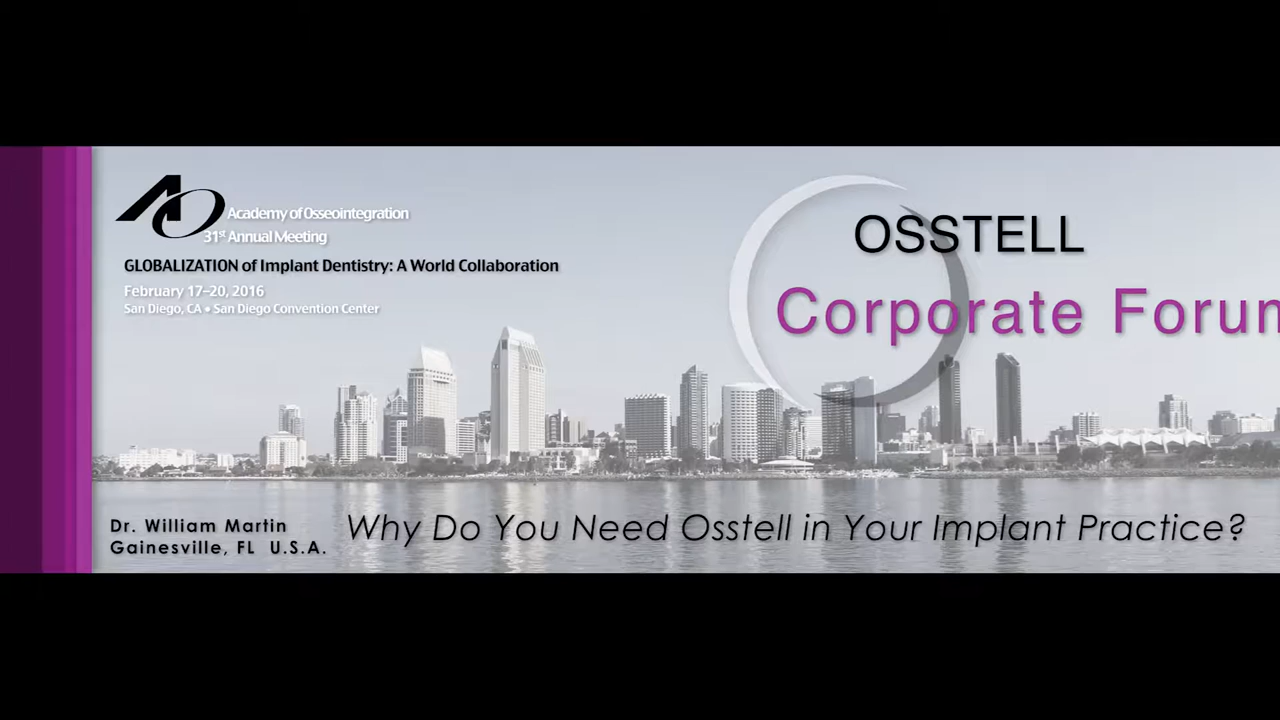 AO
Academy of Osseointegration
31st Annual Meeting
GLOBALIZATION of Implant Dentistry: A World Collaboration
February 17–20, 2016
San Diego, CA • San Diego Convention Center
OSSTELL
Corporate Forum
Dr. William Martin
Gainesville, FL U.S.A.
Why Do You Need Osstell in Your Implant Practice?